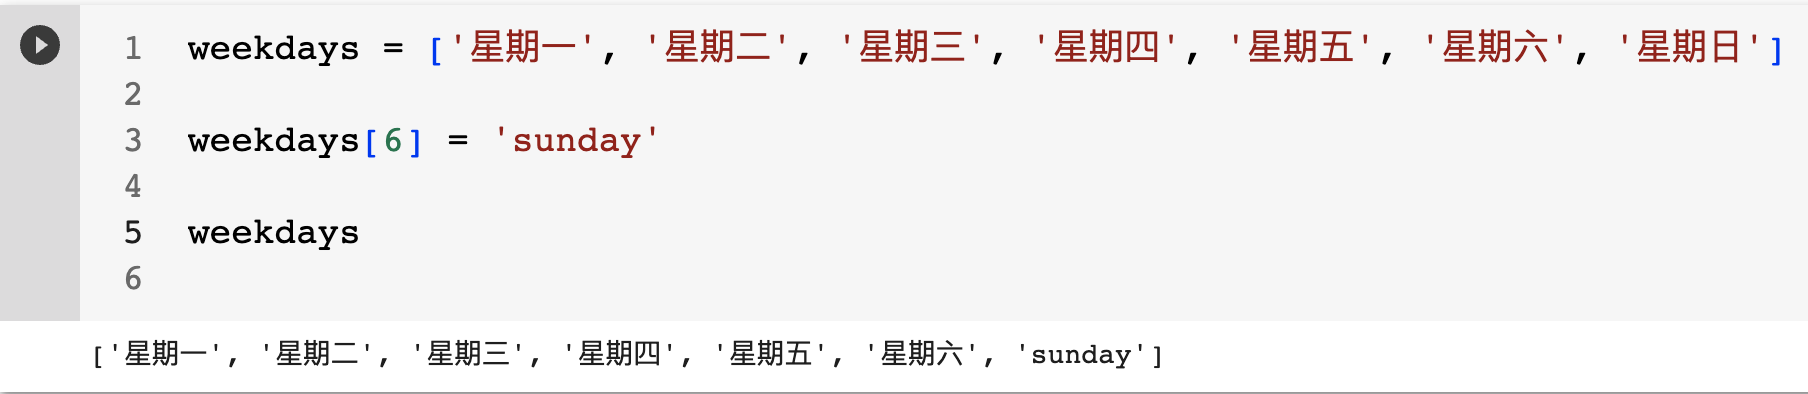 1 weekdays = ['星期一', '星期二', '星期三', '星期四', '星期五', '星期六', '星期日']
2
3 weekdays[6] = 'sunday'
4
5 weekdays
6
['星期一', '星期二', '星期三', '星期四', '星期五', '星期六', 'sunday']